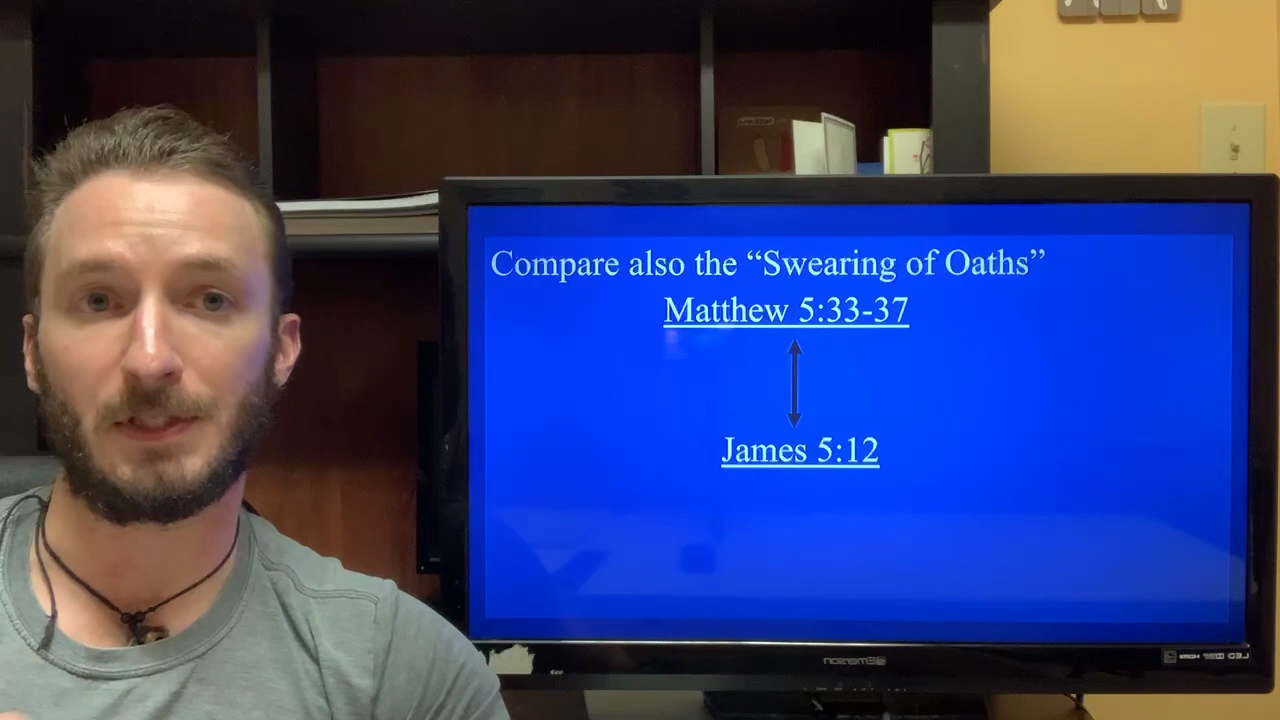 Compare also the “Swearing of Oaths”
Matthew 5:33-37
James 5:12